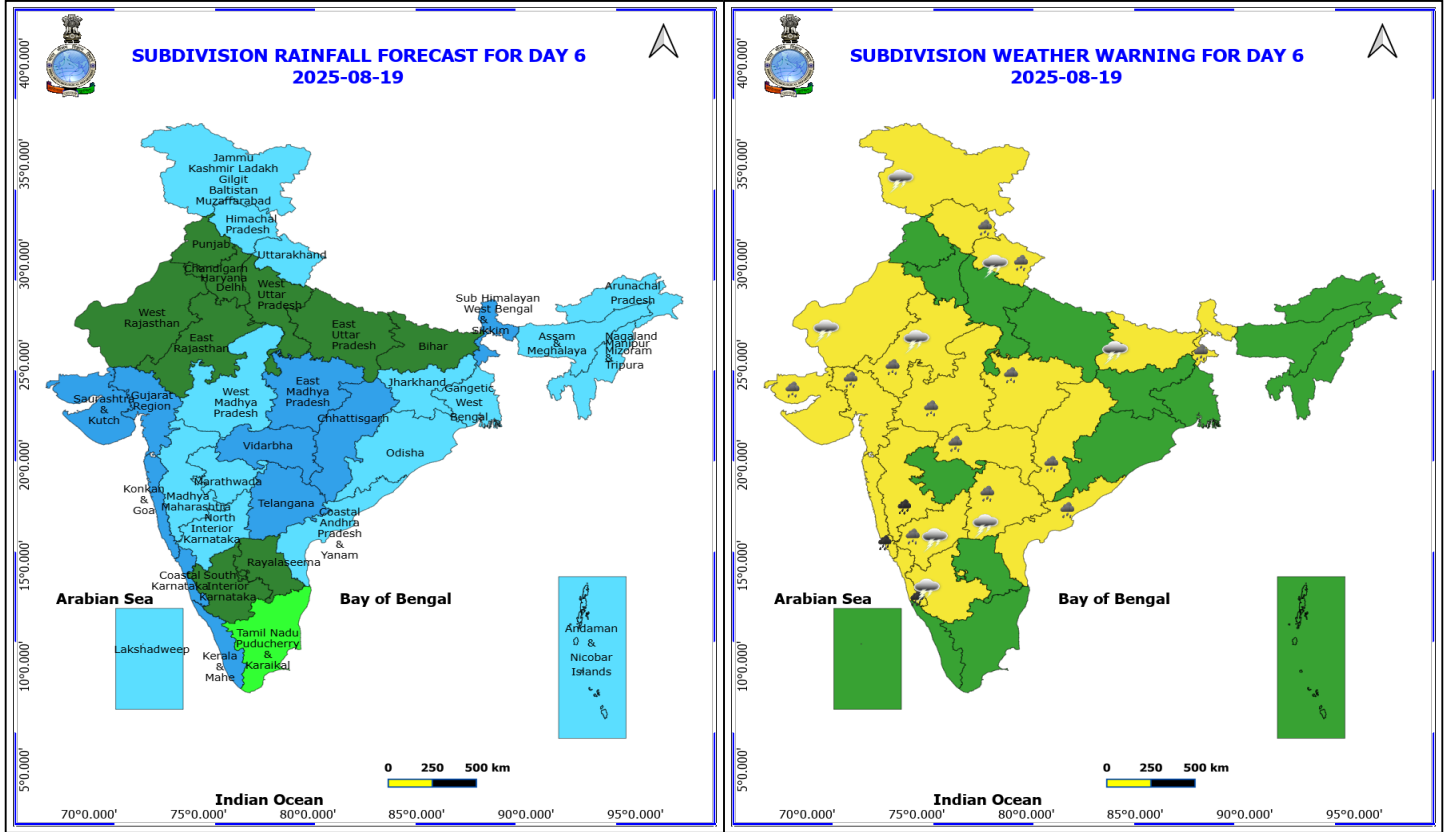 SUBDIVISION RAINFALL FORECAST FOR DAY 6
2025-08-19
40°0.000'
35°0.000'
30°0.000'
25°0.000'
20°0.000'
15°0.000'
10°0.000'
5°0.000'
Jammu
Kashmir Ladakh
Gilgit
Baltistan
Muzaffarabad
Himachal
Pradesh
Punjab
Uttarakhand
Chandigarh
Haryana
Delhi
West
Uttar
Pradesh
West
Rajasthan
East
Rajasthan
East
Uttar
Pradesh
Bihar
Sub Himalayan
West Bengal
&
Sikkim
Arunachal
Pradesh
Assam
&
Meghalaya
Nagaland
Manipur
Mizoram
&
Tripura
Saurashtra
&
Kutch
Gujarat
Region
West
Madhya
Pradesh
East
Madhya
Pradesh
Jharkhand
Gangetic
West
Bengal
Chhattisgarh
Vidarbha
Odisha
Konkan
&
Goa
Madhya
Maharashtra
Marathwada
Telangana
North
Interior
Karnataka
Coastal
Andhra
Pradesh
&
Yanam
Rayalaseema
Coastal
Karnataka
South
Interior
Karnataka
Arabian Sea
Bay of Bengal
Lakshadweep
Kerala
&
Mahe
Tamil Nadu
Puducherry
&
Karaikal
Andaman
&
Nicobar
Islands
0 250 500 km
Indian Ocean
70°0.000' 75°0.000' 80°0.000' 85°0.000' 90°0.000' 95°0.000'
SUBDIVISION WEATHER WARNING FOR DAY 6
2025-08-19
40°0.000'
35°0.000'
30°0.000'
25°0.000'
20°0.000'
15°0.000'
10°0.000'
5°0.000'
Arabian Sea
Bay of Bengal
0 250 500 km
Indian Ocean
70°0.000' 75°0.000' 80°0.000' 85°0.000' 90°0.000' 95°0.000'